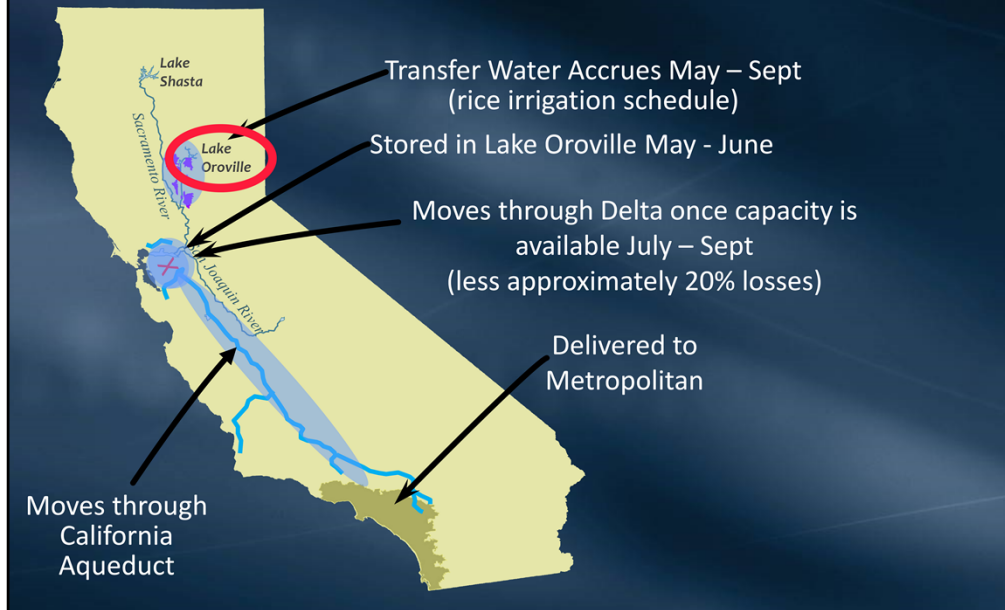 Lake
Shasta
Transfer Water Accrues May – Sept
(rice irrigation schedule)
Sacramento River
Lake
Oroville
Stored in Lake Oroville May - June
Moves through Delta once capacity is
available July – Sept
(less approximately 20% losses)
Joaquin River
Delivered to
Metropolitan
Moves through
California
Aqueduct